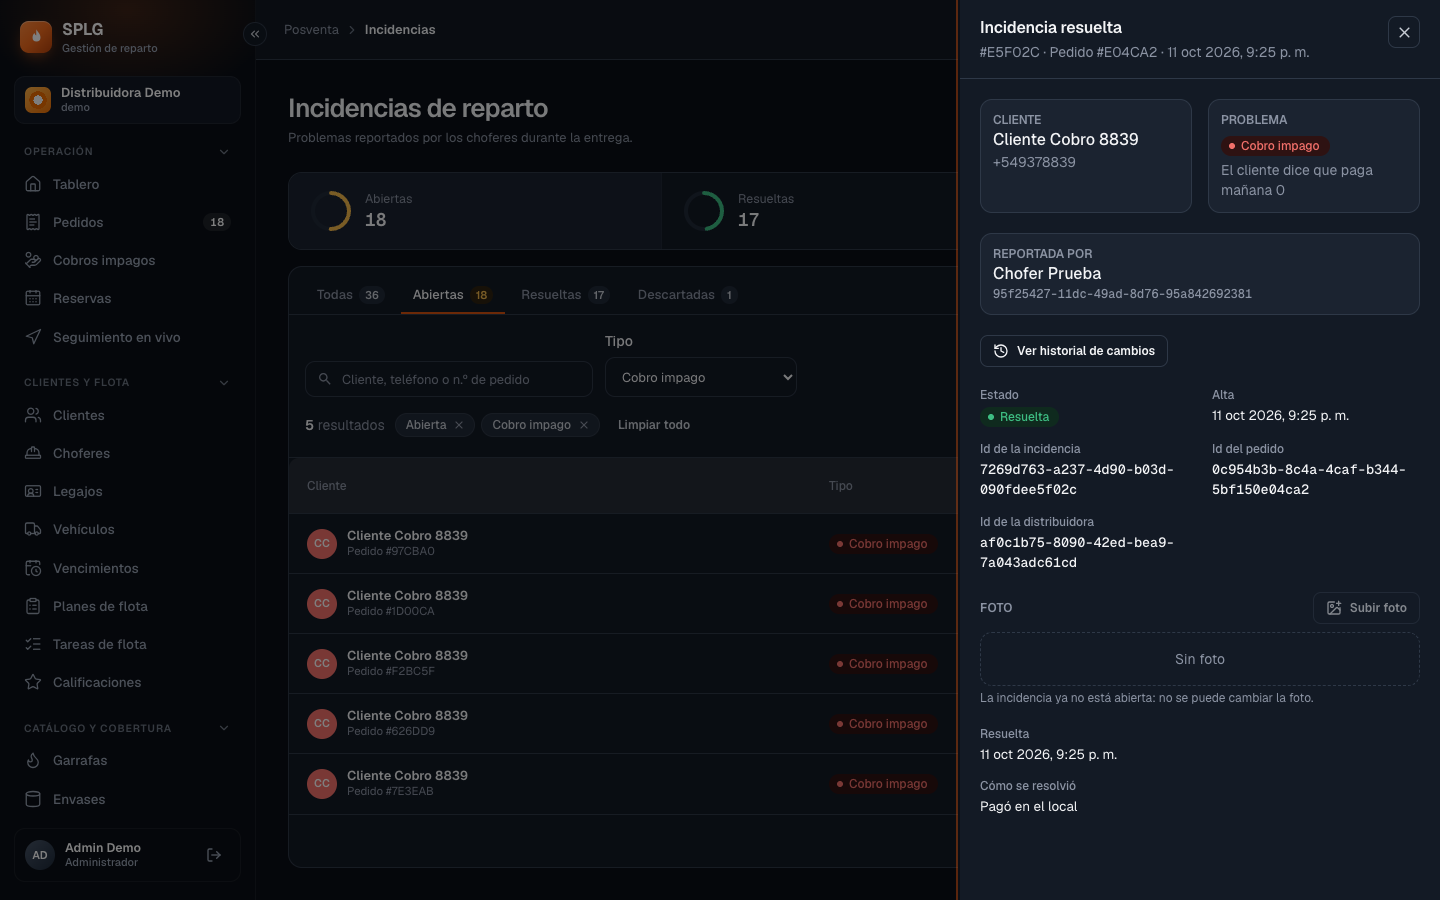 SPLG
Gestión de reparto
Distribuidora Demo
demo
OPERACIÓN
Tablero
Pedidos 18
Cobros impagos
Reservas
Seguimiento en vivo
CLIENTES Y FLOTA
Clientes
Choferes
Legajos
Vehículos
Vencimientos
Planes de flota
Tareas de flota
Calificaciones
CATÁLOGO Y COBERTURA
Garrafas
Envases
AD Admin Demo
Administrador
Posventa > Incidencias
Incidencias de reparto
Problemas reportados por los choferes durante la entrega.
Abiertas
18
Resueltas
17
Todas 36 Abiertas 18 Resueltas 17 Descartadas 1
Tipo
Cliente, teléfono o n.º de pedido Cobro impago
5 resultados Abierta × Cobro impago × Limpiar todo
Cliente Tipo
CC Cliente Cobro 8839
Pedido #97CBA0 Cobro impago
CC Cliente Cobro 8839
Pedido #1D00CA Cobro impago
CC Cliente Cobro 8839
Pedido #F2BC5F Cobro impago
CC Cliente Cobro 8839
Pedido #626DD9 Cobro impago
CC Cliente Cobro 8839
Pedido #7E3EAB Cobro impago
Incidencia resuelta
#E5F02C · Pedido #E04CA2 · 11 oct 2026, 9:25 p. m.
CLIENTE
Cliente Cobro 8839
+549378839
PROBLEMA
Cobro impago
El cliente dice que paga
mañana 0
REPORTADA POR
Chofer Prueba
95f25427-11dc-49ad-8d76-95a842692381
Ver historial de cambios
Estado
Resuelta
Alta
11 oct 2026, 9:25 p. m.
Id de la incidencia
7269d763-a237-4d90-b03d-
090fdee5f02c
Id del pedido
0c954b3b-8c4a-4caf-b344-
5bf150e04ca2
Id de la distribuidora
af0c1b75-8090-42ed-bea9-
7a043adc61cd
FOTO
Subir foto
Sin foto
La incidencia ya no está abierta: no se puede cambiar la foto.
Resuelta
11 oct 2026, 9:25 p. m.
Cómo se resolvió
Pagó en el local